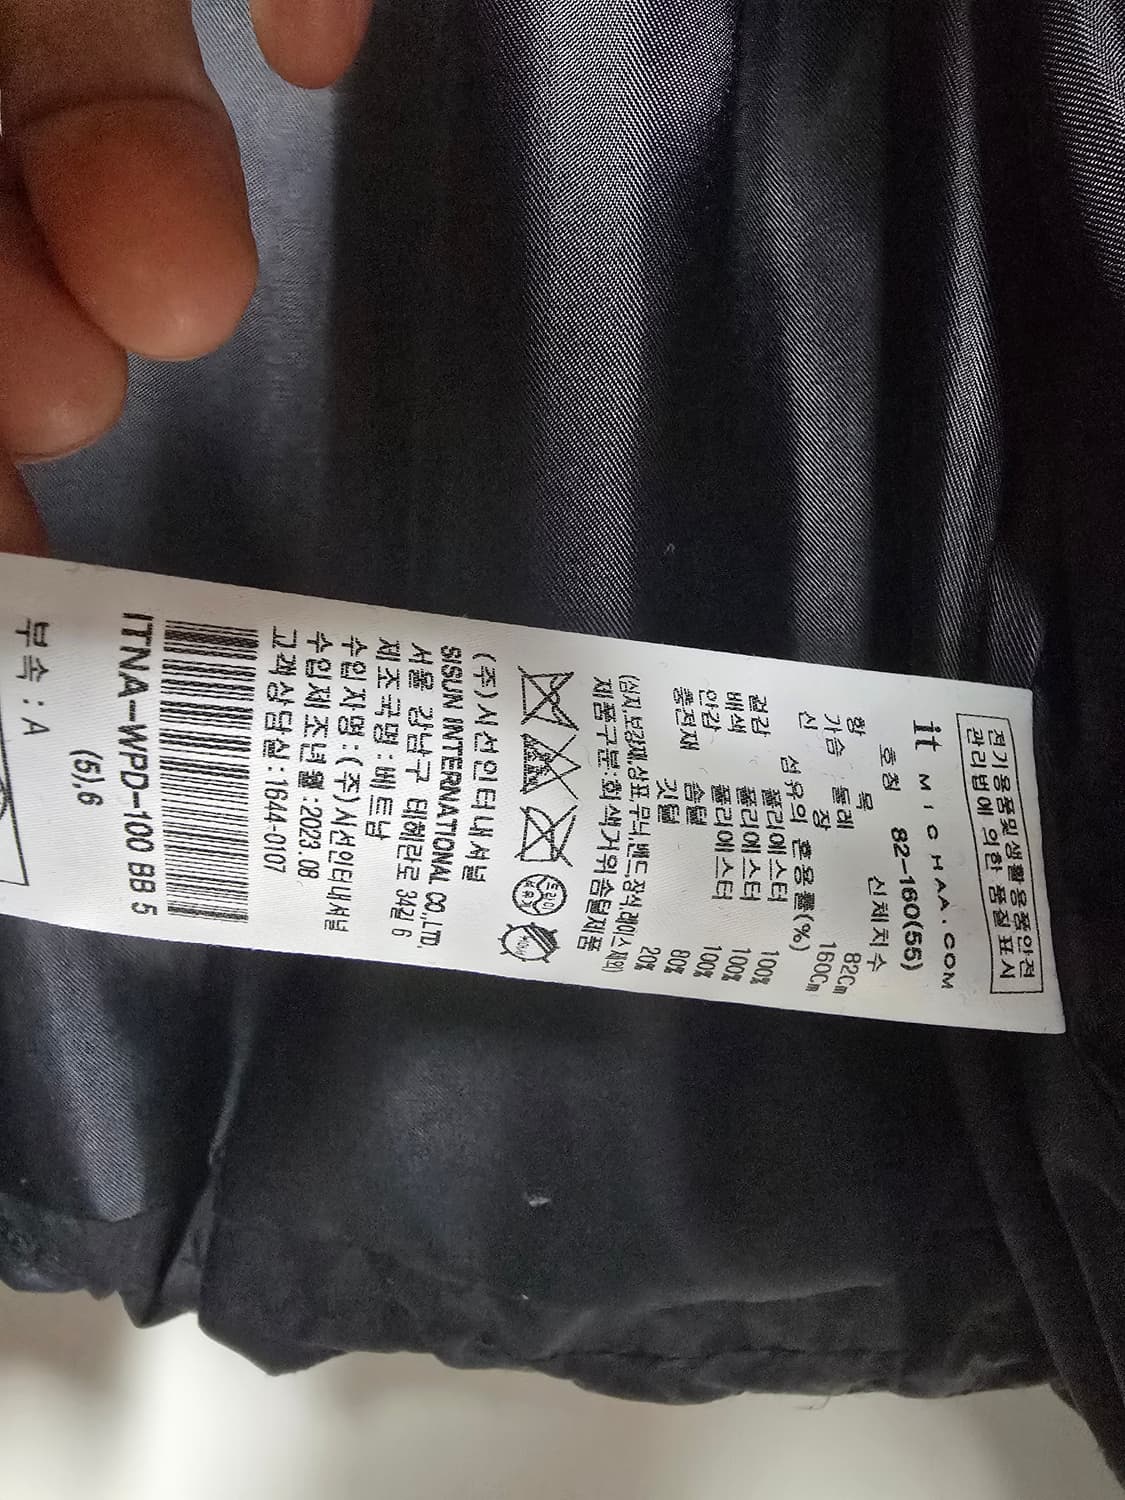 전기용품및생활용품안전
관리법에 의한 품질 표시
it MICHAA.COM
호칭 82-160(55)
항 목 신체치수
가슴 둘레 82Cm
신 장 160Cm
섬유의 혼용률(%)
겉감 폴리에스터 100%
배색 폴리에스터 100%
안감 폴리에스터 100%
충전재 솜털 80%
깃털 20%
(심지,보강재,상표,무늬,밴드,장식레이스제외)
제품구분:회색거위솜털제품
(주)시선인터내셔널
SISUN INTERNATIONAL CO.,LTD.
서울 강남구 테헤란로 34길 6
제조국명:베트남
수입자명:(주)시선인터내셔널
수입제조년월:2023.08
고객상담실:1644-0107
ITNA-WPD-100 BB 5
(5),6
부속:A